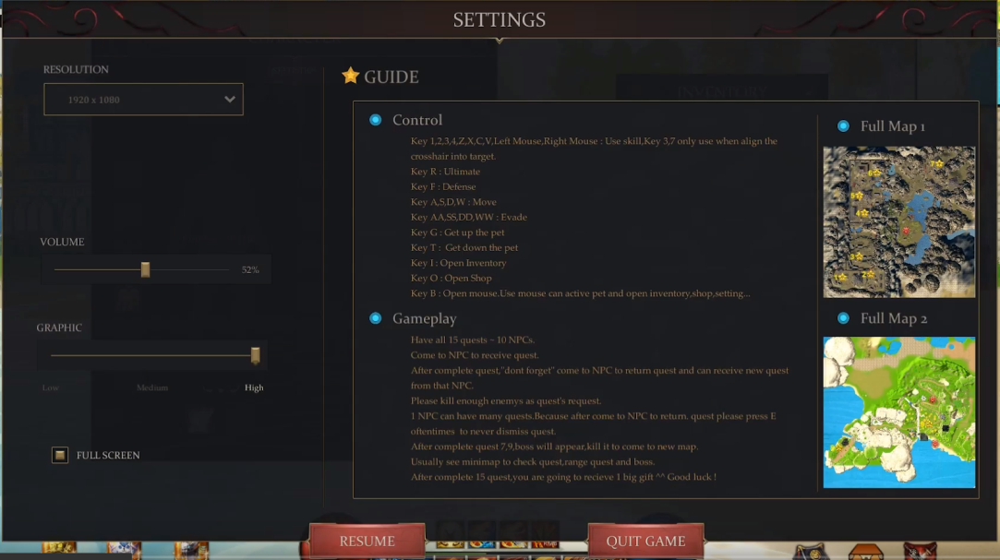 SETTINGS
RESOLUTION
1920 x 1080
VOLUME
52%
GRAPHIC
Low
Medium
High
FULL SCREEN
GUIDE
Control
Key 1,2,3,4,Z,X,C,V,Left Mouse,Right Mouse : Use skill,Key 3,7 only use when align the
crosshair into target.
Key R : Ultimate
Key F : Defense
Key A,S,D,W : Move
Key AA,SS,DD,WW : Evade
Key G : Get up the pet
Key T : Get down the pet
Key I : Open Inventory
Key O : Open Shop
Key B : Open mouse.Use mouse can active pet and open inventory,shop,setting...
Gameplay
Have all 15 quests ~ 10 NPCs.
Come to NPC to receive quest.
After complete quest,"dont forget" come to NPC to return quest and can receive new quest
from that NPC.
Please kill enough enemys as quest's request.
1 NPC can have many quests.Because after come to NPC to return. quest please press E
oftentimes to never dismiss quest.
After complete quest 7,9,boss will appear,kill it to come to new map.
Usually see minimap to check quest,range quest and boss.
After complete 15 quest,you are going to recieve 1 big gift ^^ Good luck !
Full Map 1
7
6
5
4
3
1
2
Full Map 2
INVENTORY
RESUME
QUIT GAME